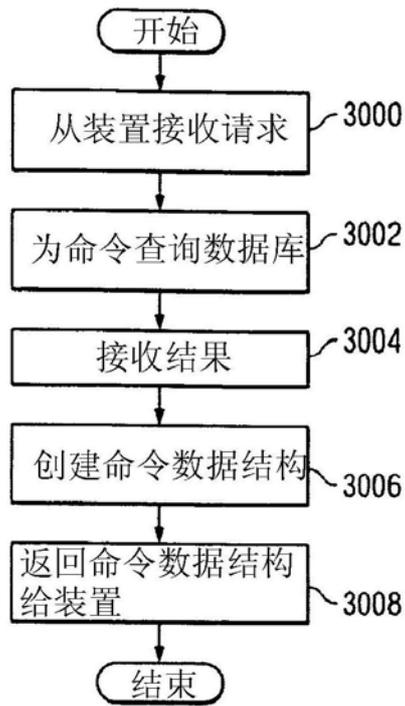 开始
从装置接收请求
3000
为命令查询数据库
3002
接收结果
3004
创建命令数据结构
3006
返回命令数据结构
给装置
3008
结束